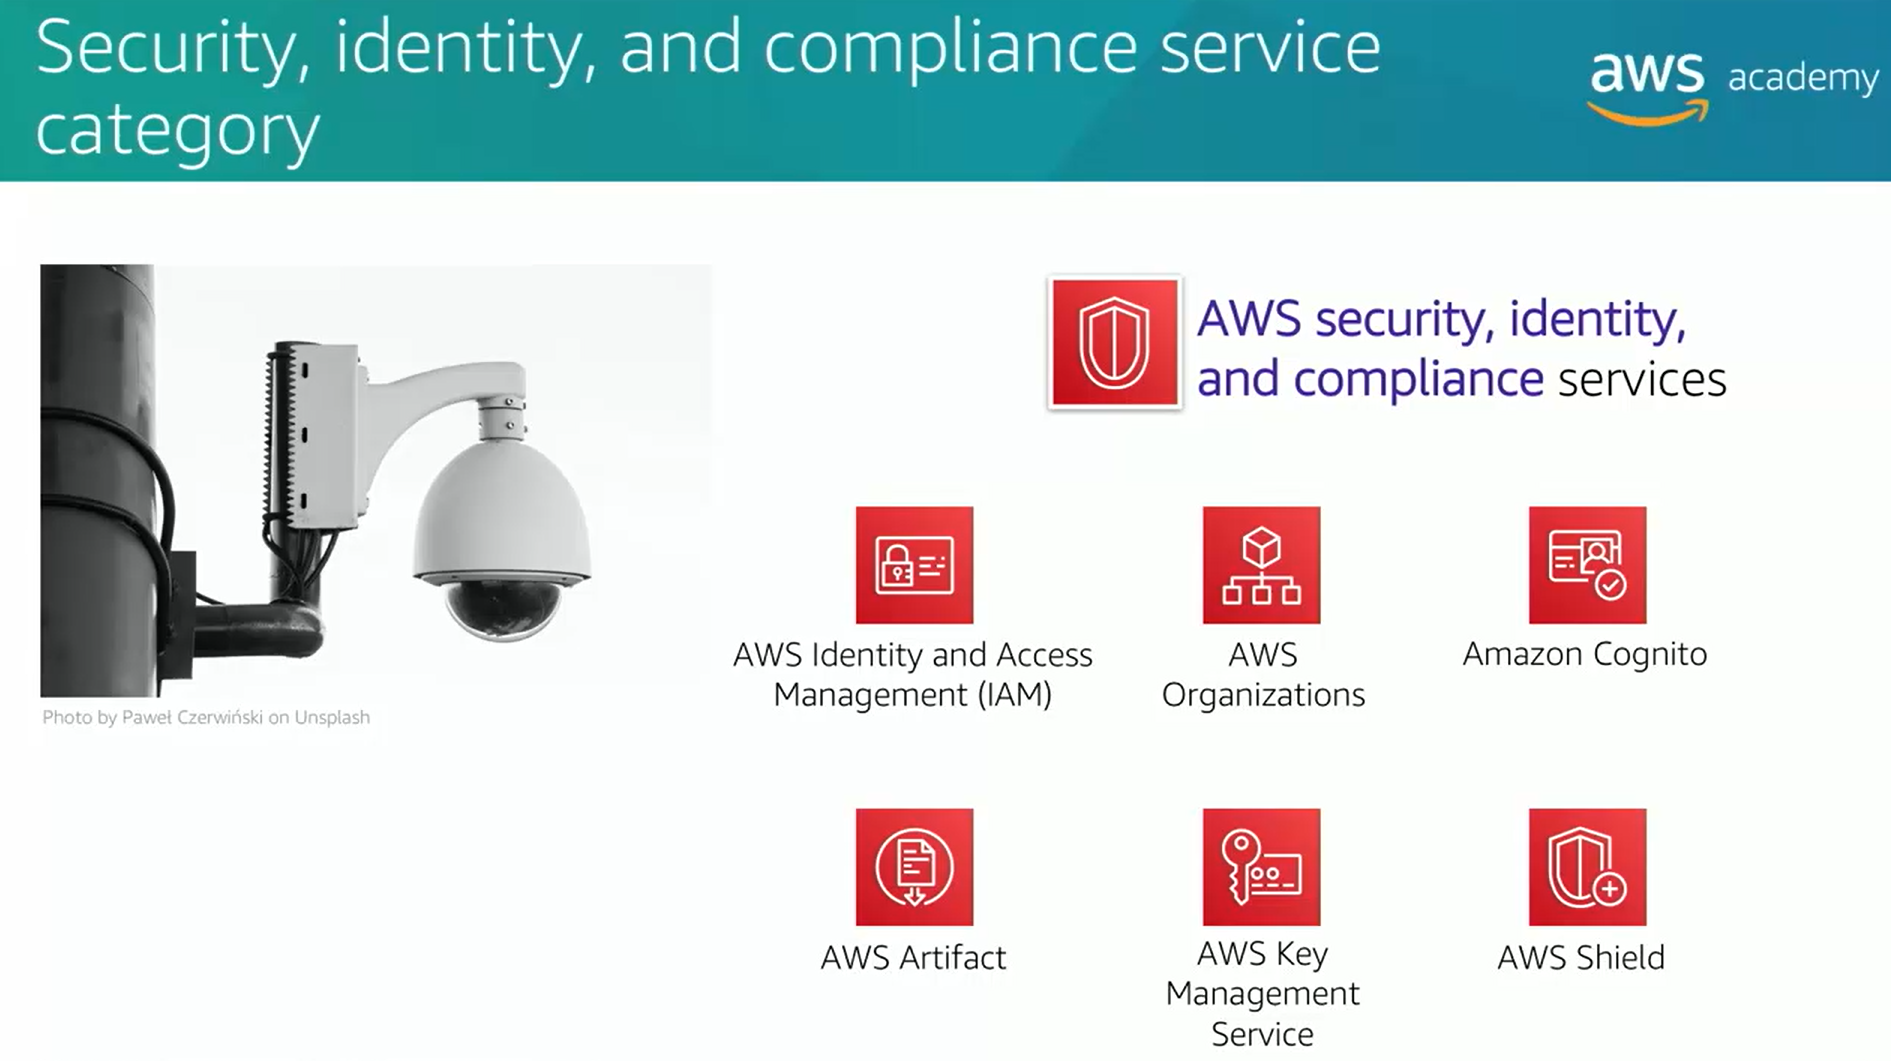 Security, identity, and compliance service
category
aws academy
AWS security, identity,
and compliance services
AWS Identity and Access
Management (IAM)
AWS
Organizations
Amazon Cognito
Photo by Paweł Czerwiński on Unsplash
AWS Artifact
AWS Key
Management
Service
AWS Shield